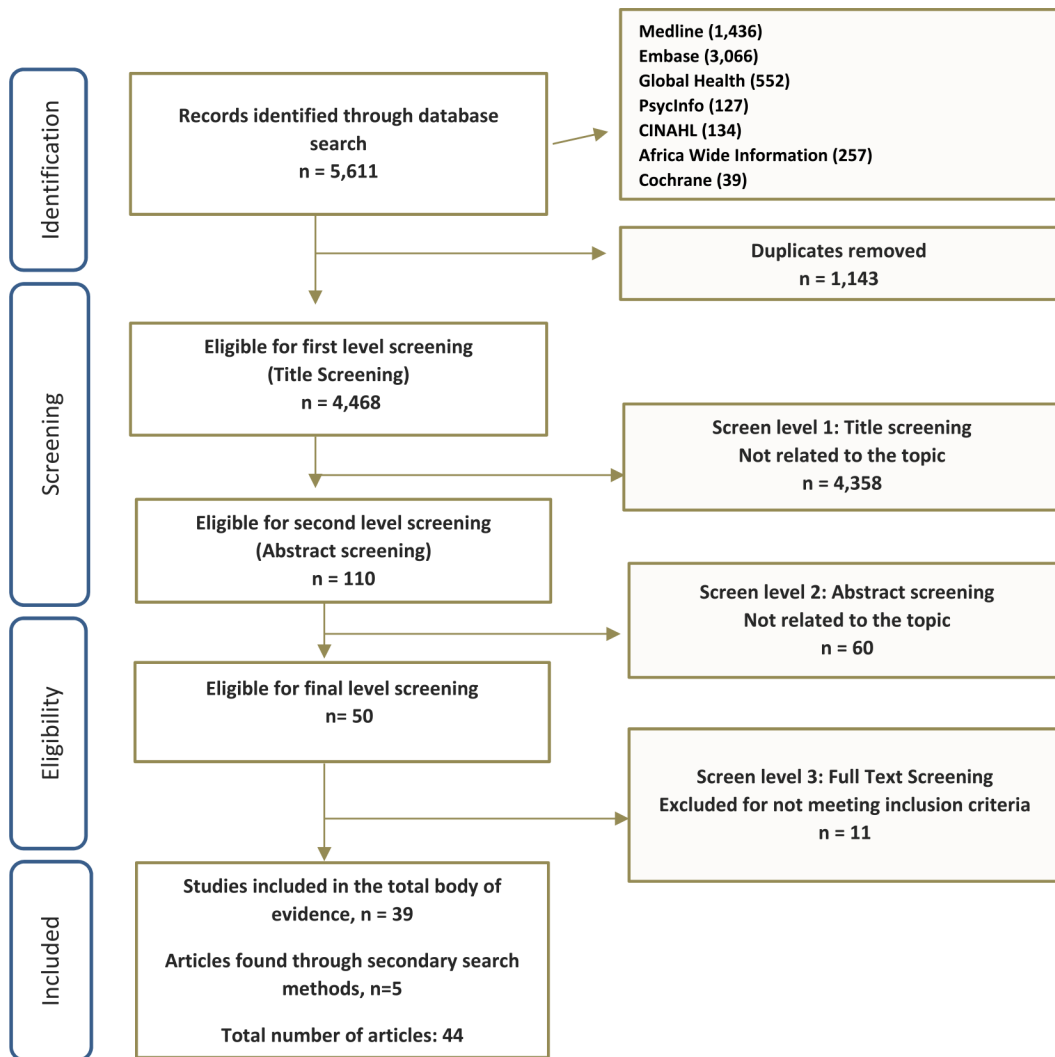 Identification
Records identified through database
search
n = 5,611
Medline (1,436)
Embase (3,066)
Global Health (552)
PsycInfo (127)
CINAHL (134)
Africa Wide Information (257)
Cochrane (39)
Duplicates removed
n = 1,143
Screening
Eligible for first level screening
(Title Screening)
n = 4,468
Screen level 1: Title screening
Not related to the topic
n = 4,358
Eligible for second level screening
(Abstract screening)
n = 110
Screen level 2: Abstract screening
Not related to the topic
n = 60
Eligibility
Eligible for final level screening
n= 50
Screen level 3: Full Text Screening
Excluded for not meeting inclusion criteria
n = 11
Included
Studies included in the total body of
evidence, n = 39
Articles found through secondary search
methods, n=5
Total number of articles: 44